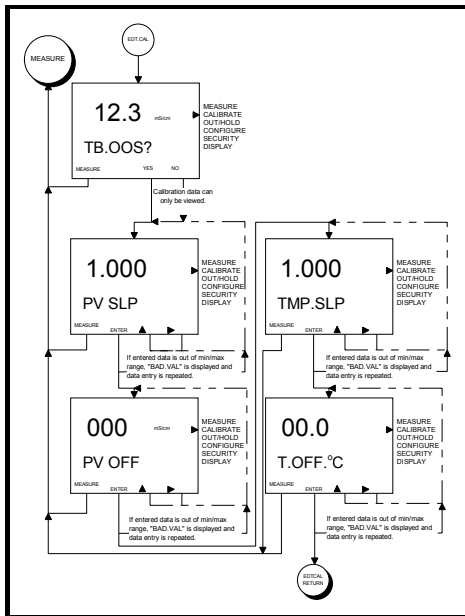 EDT.CAL
MEASURE
12.3 mS/cm
TB.OOS?
MEASURE YES NO
MEASURE
CALIBRATE
OUT/HOLD
CONFIGURE
SECURITY
DISPLAY
Calibration data can
only be viewed.
1.000
PV SLP
MEASURE ENTER
MEASURE
CALIBRATE
OUT/HOLD
CONFIGURE
SECURITY
DISPLAY
If entered data is out of min/max
range, "BAD.VAL" is displayed and
data entry is repeated.
000 mS/cm
PV OFF
MEASURE ENTER
MEASURE
CALIBRATE
OUT/HOLD
CONFIGURE
SECURITY
DISPLAY
If entered data is out of min/max
range, "BAD.VAL" is displayed and
data entry is repeated.
1.000
TMP.SLP
MEASURE ENTER
MEASURE
CALIBRATE
OUT/HOLD
CONFIGURE
SECURITY
DISPLAY
If entered data is out of min/max
range, "BAD.VAL" is displayed and
data entry is repeated.
00.0
T.OFF.°C
MEASURE ENTER
MEASURE
CALIBRATE
OUT/HOLD
CONFIGURE
SECURITY
DISPLAY
If entered data is out of min/max
range, "BAD.VAL" is displayed and
data entry is repeated.
EDTCAL
RETURN